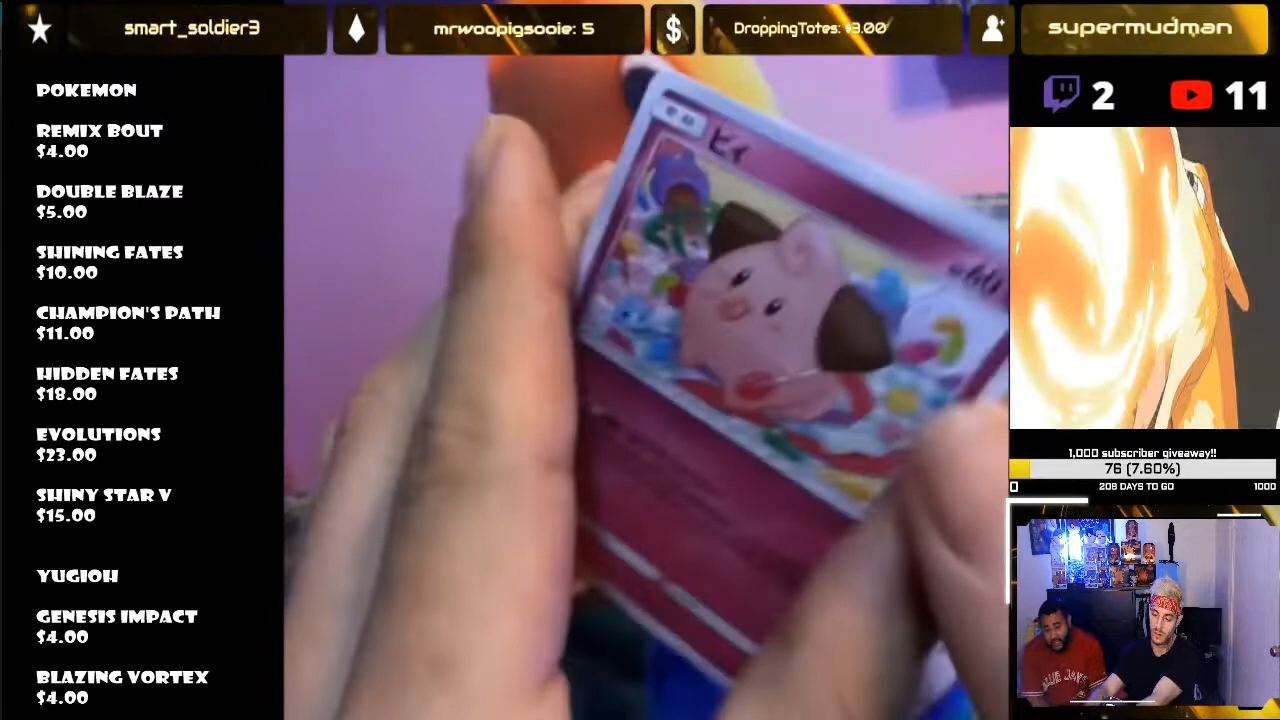 smart_soldier3
mrwoopigsooie: 5
$
DroppingTotes: $3.00
supermudman
2
11
POKEMON
REMIX BOUT
$4.00
DOUBLE BLAZE
$5.00
SHINING FATES
$10.00
CHAMPION'S PATH
$11.00
HIDDEN FATES
$18.00
EVOLUTIONS
$23.00
SHINY STAR V
$15.00
YUGIOH
GENESIS IMPACT
$4.00
BLAZING VORTEX
$4.00
ピィ
1,000 subscriber giveaway!!
76 (7.60%)
0
208 DAYS TO GO
1000